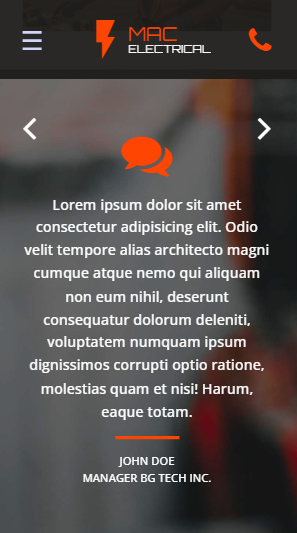 MAC
ELECTRICAL
Lorem ipsum dolor sit amet
consectetur adipisicing elit. Odio
velit tempore alias architecto magni
cumque atque nemo qui aliquam
non eum nihil, deserunt
consequatur dolorum deleniti,
voluptatem numquam ipsum
dignissimos corrupti optio ratione,
molestias quam et nisi! Harum,
eaque totam.
JOHN DOE
MANAGER BG TECH INC.